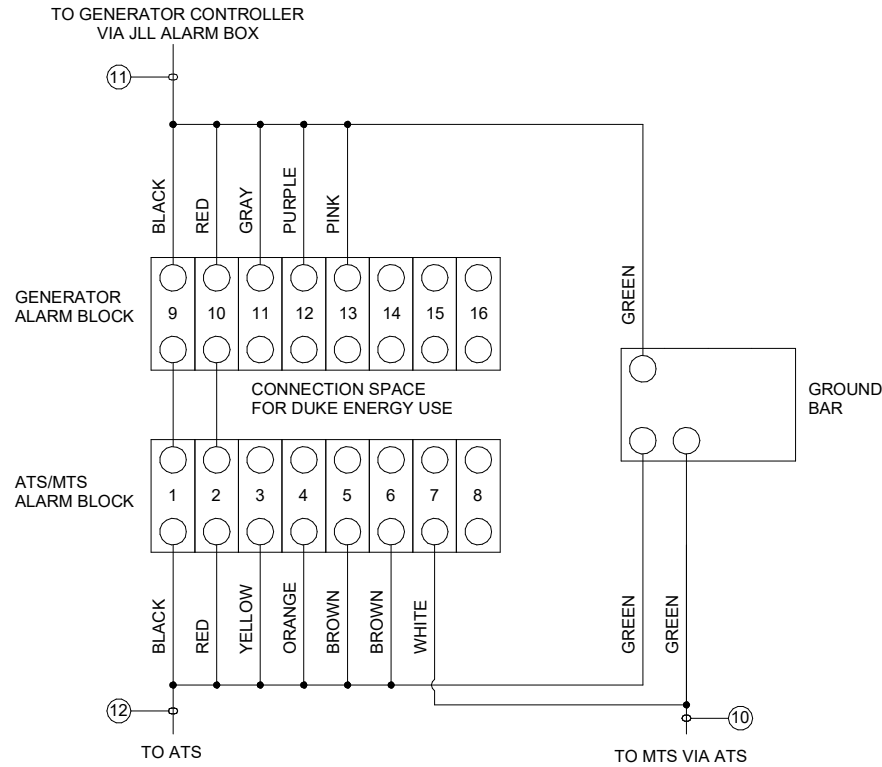 TO GENERATOR CONTROLLER
VIA JLL ALARM BOX
11
BLACK
RED
GRAY
PURPLE
PINK
GREEN
GENERATOR
ALARM BLOCK
9 10 11 12 13 14 15 16
CONNECTION SPACE
FOR DUKE ENERGY USE
GROUND
BAR
ATS/MTS
ALARM BLOCK
1 2 3 4 5 6 7 8
BLACK
RED
YELLOW
ORANGE
BROWN
BROWN
WHITE
GREEN
GREEN
12
10
TO ATS
TO MTS VIA ATS